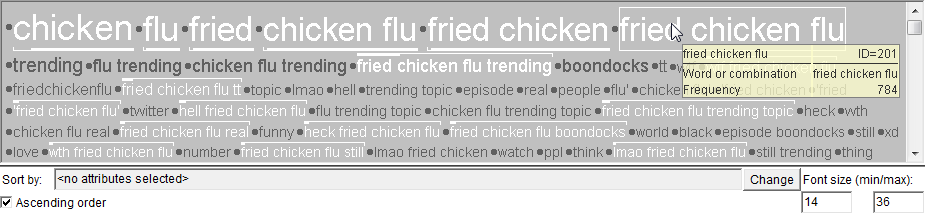 •chicken •flu •fried •chicken flu •fried chicken •fried chicken flu
•trending •flu trending •chicken flu trending •fried chicken flu trending •boondocks •tt
fried chicken flu ID=201
Word or combination fried chicken flu
Frequency 784
•friedchickenflu •fried chicken flu tt •topic •lmao •hell •trending topic •episode •real •people •flu'
•fried chicken flu •twitter •hell fried chicken flu •flu trending topic •chicken flu trending topic •fried chicken flu trending topic •heck •wth
•chicken flu real •fried chicken flu real •funny •heck fried chicken flu •fried chicken flu boondocks •world •black •episode boondocks •still •xd
•love •wth fried chicken flu •number •fried chicken flu still •lmao fried chicken •watch •ppl •think •lmao fried chicken flu •still trending •thing
Sort by: <no attributes selected> Change Font size (min/max):
Ascending order 14 36